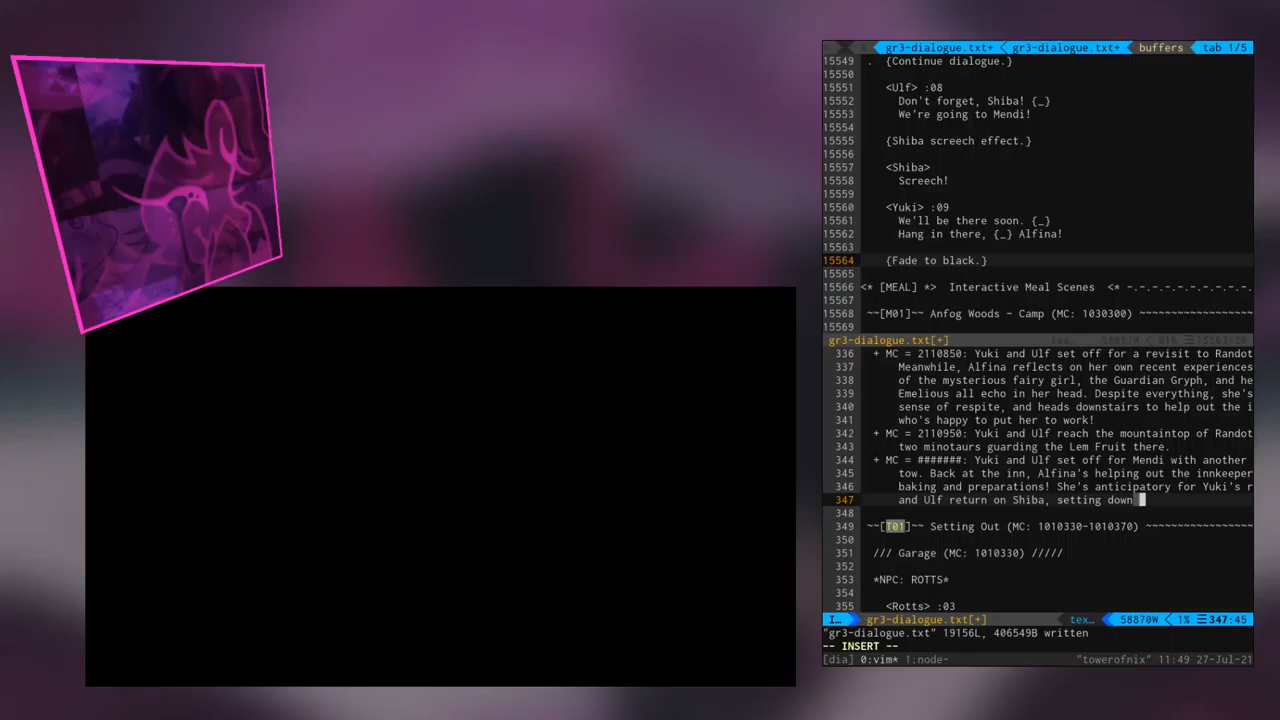 X gr3-dialogue.txt+ gr3-dialogue.txt+ buffers tab 1/5
15549 . {Continue dialogue.}
15550
15551 <Ulf> :08
15552 Don't forget, Shiba! {_}
15553 We're going to Mendi!
15554
15555 {Shiba screech effect.}
15556
15557 <Shiba>
15558 Screech!
15559
15560 <Yuki> :09
15561 We'll be there soon. {_}
15562 Hang in there, {_} Alfina!
15563
15564 {Fade to black.}
15565
15566 <* [MEAL] *> Interactive Meal Scenes <* -.-.-.-.-.-.-.-.-.
15567
15568 ~~[M01]~~ Anfog Woods ~ Camp (MC: 1030300) ~~~~~~~~~~~~~~~~~
15569
gr3-dialogue.txt[+] tex…
336 + MC = 2110850: Yuki and Ulf set off for a revisit to Randot
337 Meanwhile, Alfina reflects on her own recent experiences
338 of the mysterious fairy girl, the Guardian Gryph, and he
339 Emelious all echo in her head. Despite everything, she's
340 sense of respite, and heads downstairs to help out the i
341 who's happy to put her to work!
342 + MC = 2110950: Yuki and Ulf reach the mountaintop of Randot
343 two minotaurs guarding the Lem Fruit there.
344 + MC = #######: Yuki and Ulf set off for Mendi with another
345 tow. Back at the inn, Alfina's helping out the innkeeper
346 baking and preparations! She's anticipatory for Yuki's r
347 and Ulf return on Shiba, setting down
348
349 ~~[T01]~~ Setting Out (MC: 1010330-1010370) ~~~~~~~~~~~~~~~~
350
351 /// Garage (MC: 1010330) /////
352
353 *NPC: ROTTS*
354
355 <Rotts> :03
I… gr3-dialogue.txt[+] tex… 58870W 1% ☰347:45
"gr3-dialogue.txt" 19156L, 406549B written
-- INSERT --
[dia] 0:vim* 1:node- "towerofnix" 11:49 27-Jul-21